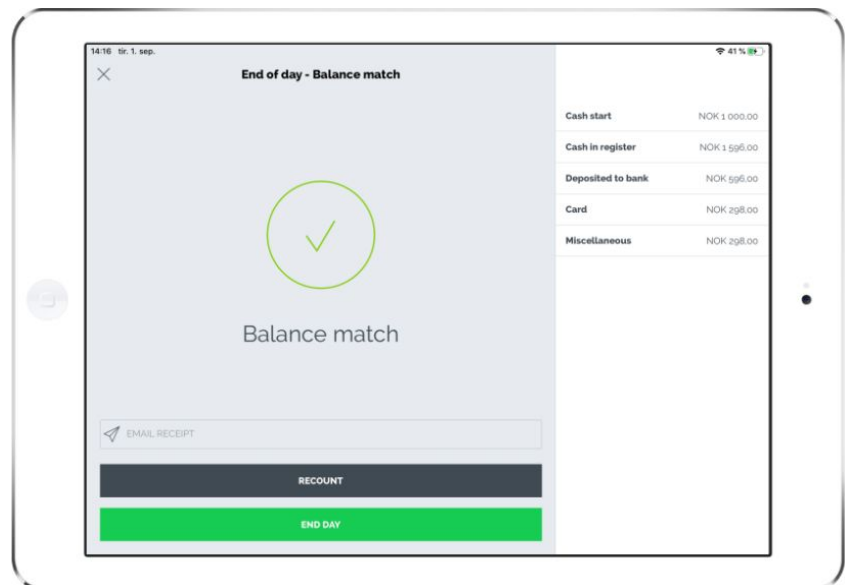 14:16 tir. 1. sep.
41 %
End of day - Balance match
Balance match
EMAIL RECEIPT
RECOUNT
END DAY
Cash start NOK 1 000,00
Cash in register NOK 1 596,00
Deposited to bank NOK 596,00
Card NOK 298,00
Miscellaneous NOK 298,00